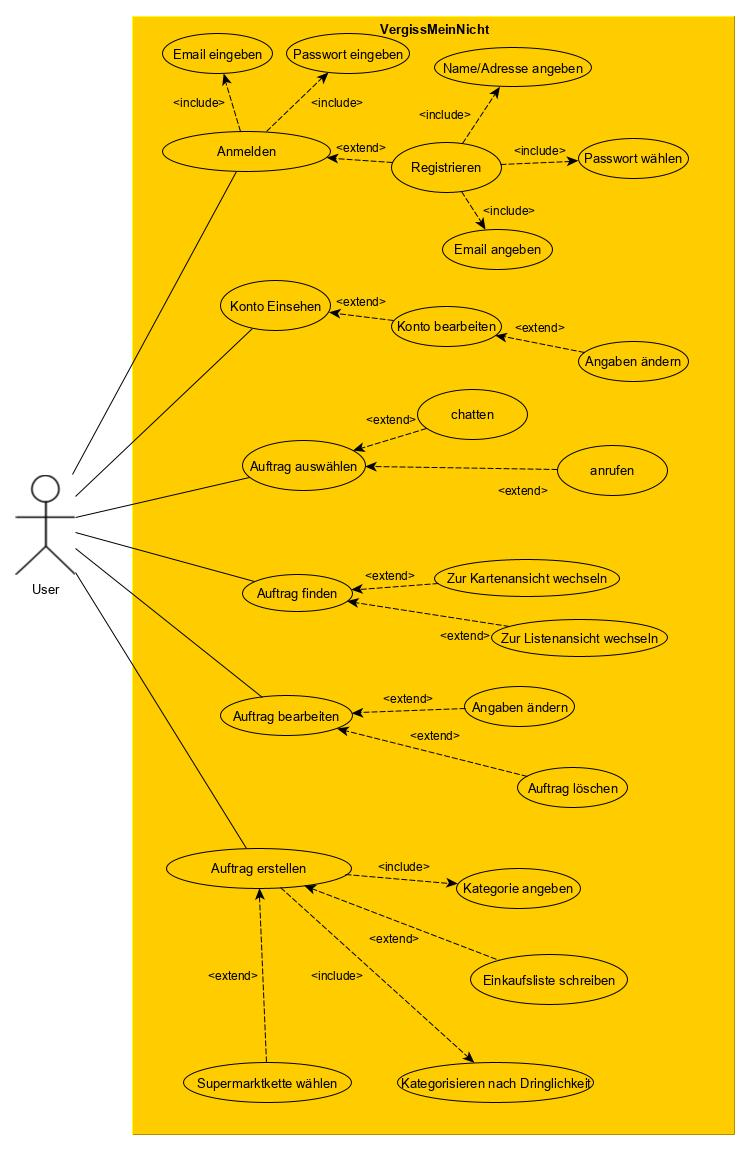 VergissMeinNicht
Email eingeben
Passwort eingeben
Name/Adresse angeben
<include>
<include>
<include>
Anmelden
<extend>
Registrieren
<include>
Passwort wählen
<include>
Email angeben
Konto Einsehen
<extend>
Konto bearbeiten
<extend>
Angaben ändern
chatten
<extend>
Auftrag auswählen
anrufen
<extend>
User
Auftrag finden
<extend>
Zur Kartenansicht wechseln
<extend>
Zur Listenansicht wechseln
Auftrag bearbeiten
<extend>
Angaben ändern
<extend>
Auftrag löschen
Auftrag erstellen
<include>
Kategorie angeben
<extend>
Einkaufsliste schreiben
<extend>
<include>
Supermarktkette wählen
Kategorisieren nach Dringlichkeit